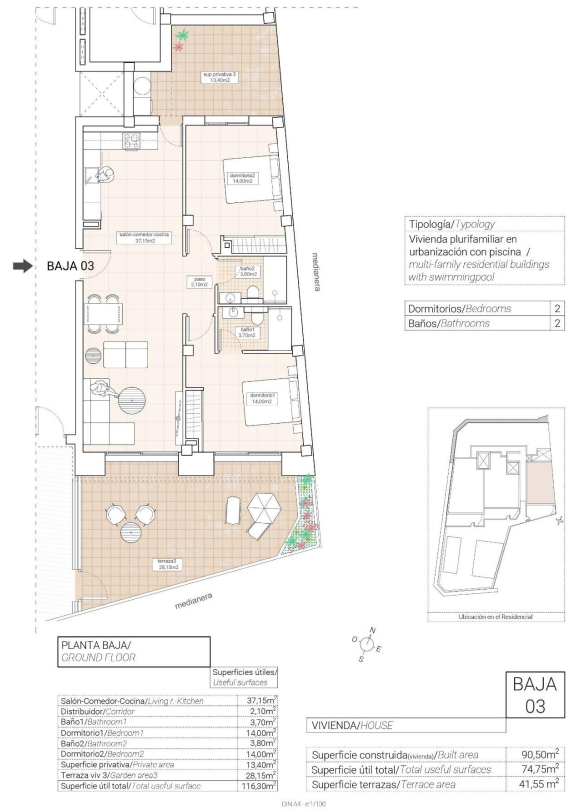 sup privativa 3
13,40m2
dormitorio2
14,00m2
salón-comedor-cocina
37,15m2
BAJA 03
paso
2,10m2
baño2
3,80m2
medianera
baño1
3,70m2
dormitorio1
14,00m2
terraza3
28,15m2
medianera
Tipología/Typology
Vivienda plurifamiliar en
urbanización con piscina /
multi-family residential buildings
with swimmingpool
Dormitorios/Bedrooms 2
Baños/Bathrooms 2
Ubicación en el Residencial
N
O
E
S
PLANTA BAJA/
GROUND FLOOR
Superficies útiles/
Useful surfaces
Salón-Comedor-Cocina/Living r.-Kitchen 37,15m2
Distribuidor/Corridor 2,10m2
Baño1/Bathroom1 3,70m2
Dormitorio1/Bedroom1 14,00m2
Baño2/Bathroom2 3,80m2
Dormitorio2/Bedroom2 14,00m2
Superficie privativa/Private area 13,40m2
Terraza viv 3/Garden area3 28,15m2
Superficie útil total/Total useful surface 116,30m2
BAJA
03
VIVIENDA/HOUSE
Superficie construida(vivienda)/Built area 90,50m2
Superficie útil total/Total useful surfaces 74,75m2
Superficie terrazas/Terrace area 41,55 m2
DIN A4 - e:1/100